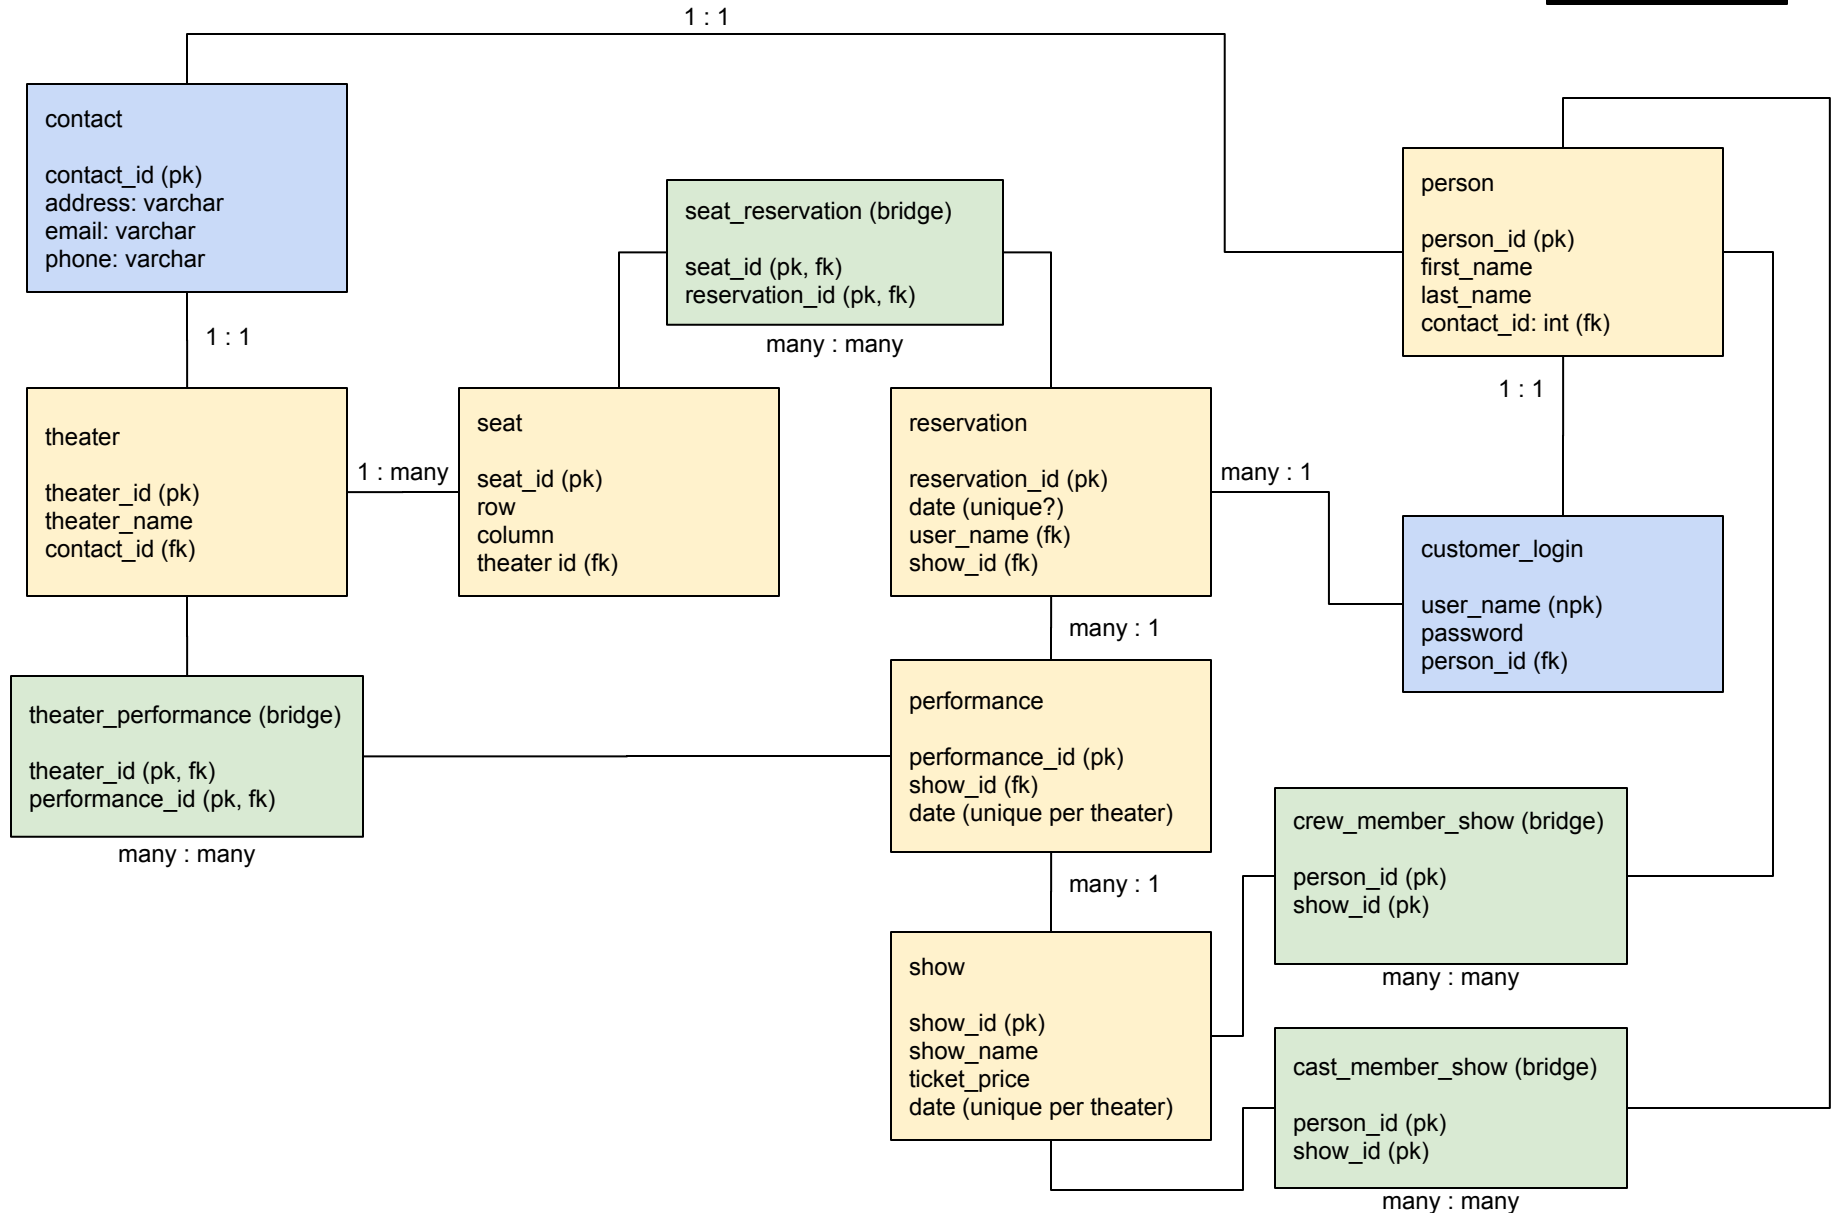 1 : 1
contact
contact_id (pk)
address: varchar
email: varchar
phone: varchar
1 : 1
seat_reservation (bridge)
seat_id (pk, fk)
reservation_id (pk, fk)
many : many
person
person_id (pk)
first_name
last_name
contact_id: int (fk)
1 : 1
theater
theater_id (pk)
theater_name
contact_id (fk)
1 : many
seat
seat_id (pk)
row
column
theater id (fk)
reservation
reservation_id (pk)
date (unique?)
user_name (fk)
show_id (fk)
many : 1
many : 1
customer_login
user_name (npk)
password
person_id (fk)
theater_performance (bridge)
theater_id (pk, fk)
performance_id (pk, fk)
many : many
performance
performance_id (pk)
show_id (fk)
date (unique per theater)
many : 1
crew_member_show (bridge)
person_id (pk)
show_id (pk)
many : many
show
show_id (pk)
show_name
ticket_price
date (unique per theater)
cast_member_show (bridge)
person_id (pk)
show_id (pk)
many : many